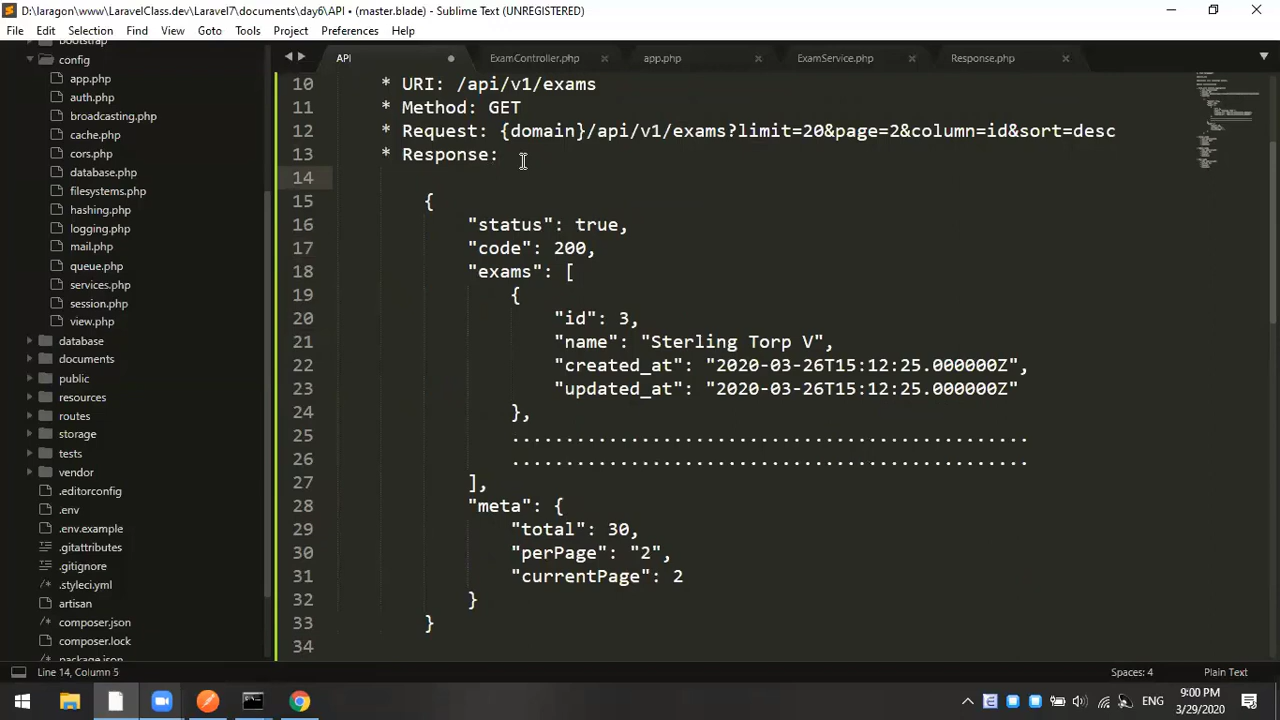 D:\laragon\www\LaravelClass.dev\Laravel7\documents\day6\API • (master.blade) - Sublime Text (UNREGISTERED)
File Edit Selection Find View Goto Tools Project Preferences Help
API ExamController.php app.php ExamService.php Response.php
bootstrap
config
app.php
auth.php
broadcasting.php
cache.php
cors.php
database.php
filesystems.php
hashing.php
logging.php
mail.php
queue.php
services.php
session.php
view.php
database
documents
public
resources
routes
storage
tests
vendor
.editorconfig
.env
.env.example
.gitattributes
.gitignore
.styleci.yml
artisan
composer.json
composer.lock
package.json
10 * URI: /api/v1/exams
11 * Method: GET
12 * Request: {domain}/api/v1/exams?limit=20&page=2&column=id&sort=desc
13 * Response:
14
15 {
16 "status": true,
17 "code": 200,
18 "exams": [
19 {
20 "id": 3,
21 "name": "Sterling Torp V",
22 "created_at": "2020-03-26T15:12:25.000000Z",
23 "updated_at": "2020-03-26T15:12:25.000000Z"
24 },
25 ................................................
26 ................................................
27 ],
28 "meta": {
29 "total": 30,
30 "perPage": "2",
31 "currentPage": 2
32 }
33 }
34
Line 14, Column 5 Spaces: 4 Plain Text
ENG
9:00 PM
3/29/2020